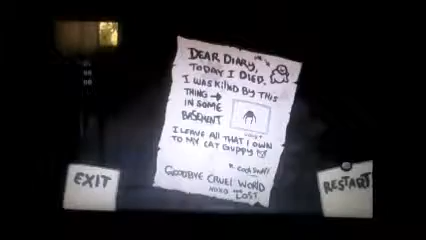 DEAR DIARY,
TODAY I DIED.
I WAS KILLED BY THIS
THING →
IN SOME
BASEMENT
I LEAVE ALL THAT I OWN
TO MY CAT GUPPY
GOODBYE CRUEL WORLD
XOXO
EXIT
RESTART